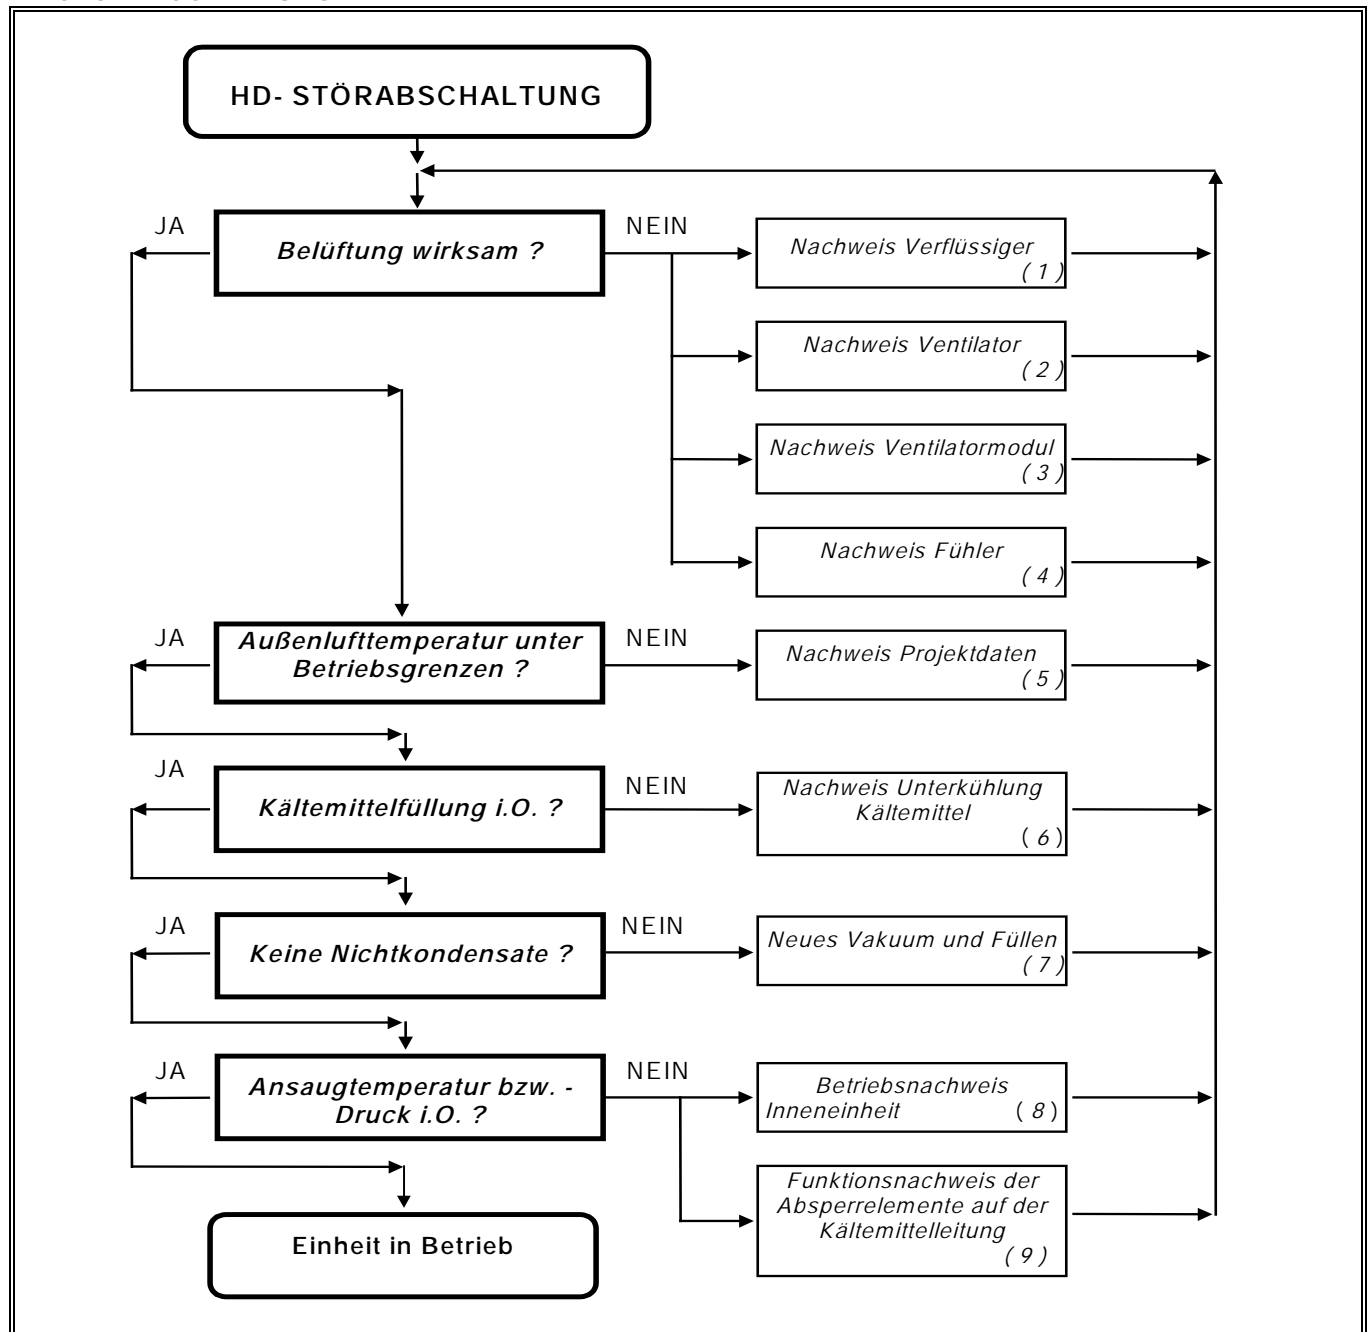 HD- STÖRABSCHALTUNG
JA
Belüftung wirksam ?
NEIN
Nachweis Verflüssiger
(1)
Nachweis Ventilator
(2)
Nachweis Ventilatormodul
(3)
Nachweis Fühler
(4)
JA
Außenlufttemperatur unter
Betriebsgrenzen ?
NEIN
Nachweis Projektdaten
(5)
JA
Kältemittelfüllung i.O. ?
NEIN
Nachweis Unterkühlung
Kältemittel
(6)
JA
Keine Nichtkondensate ?
NEIN
Neues Vakuum und Füllen
(7)
JA
Ansaugtemperatur bzw. -
Druck i.O. ?
NEIN
Betriebsnachweis
Inneneinheit (8)
Funktionsnachweis der
Absperrelemente auf der
Kältemittelleitung
(9)
Einheit in Betrieb